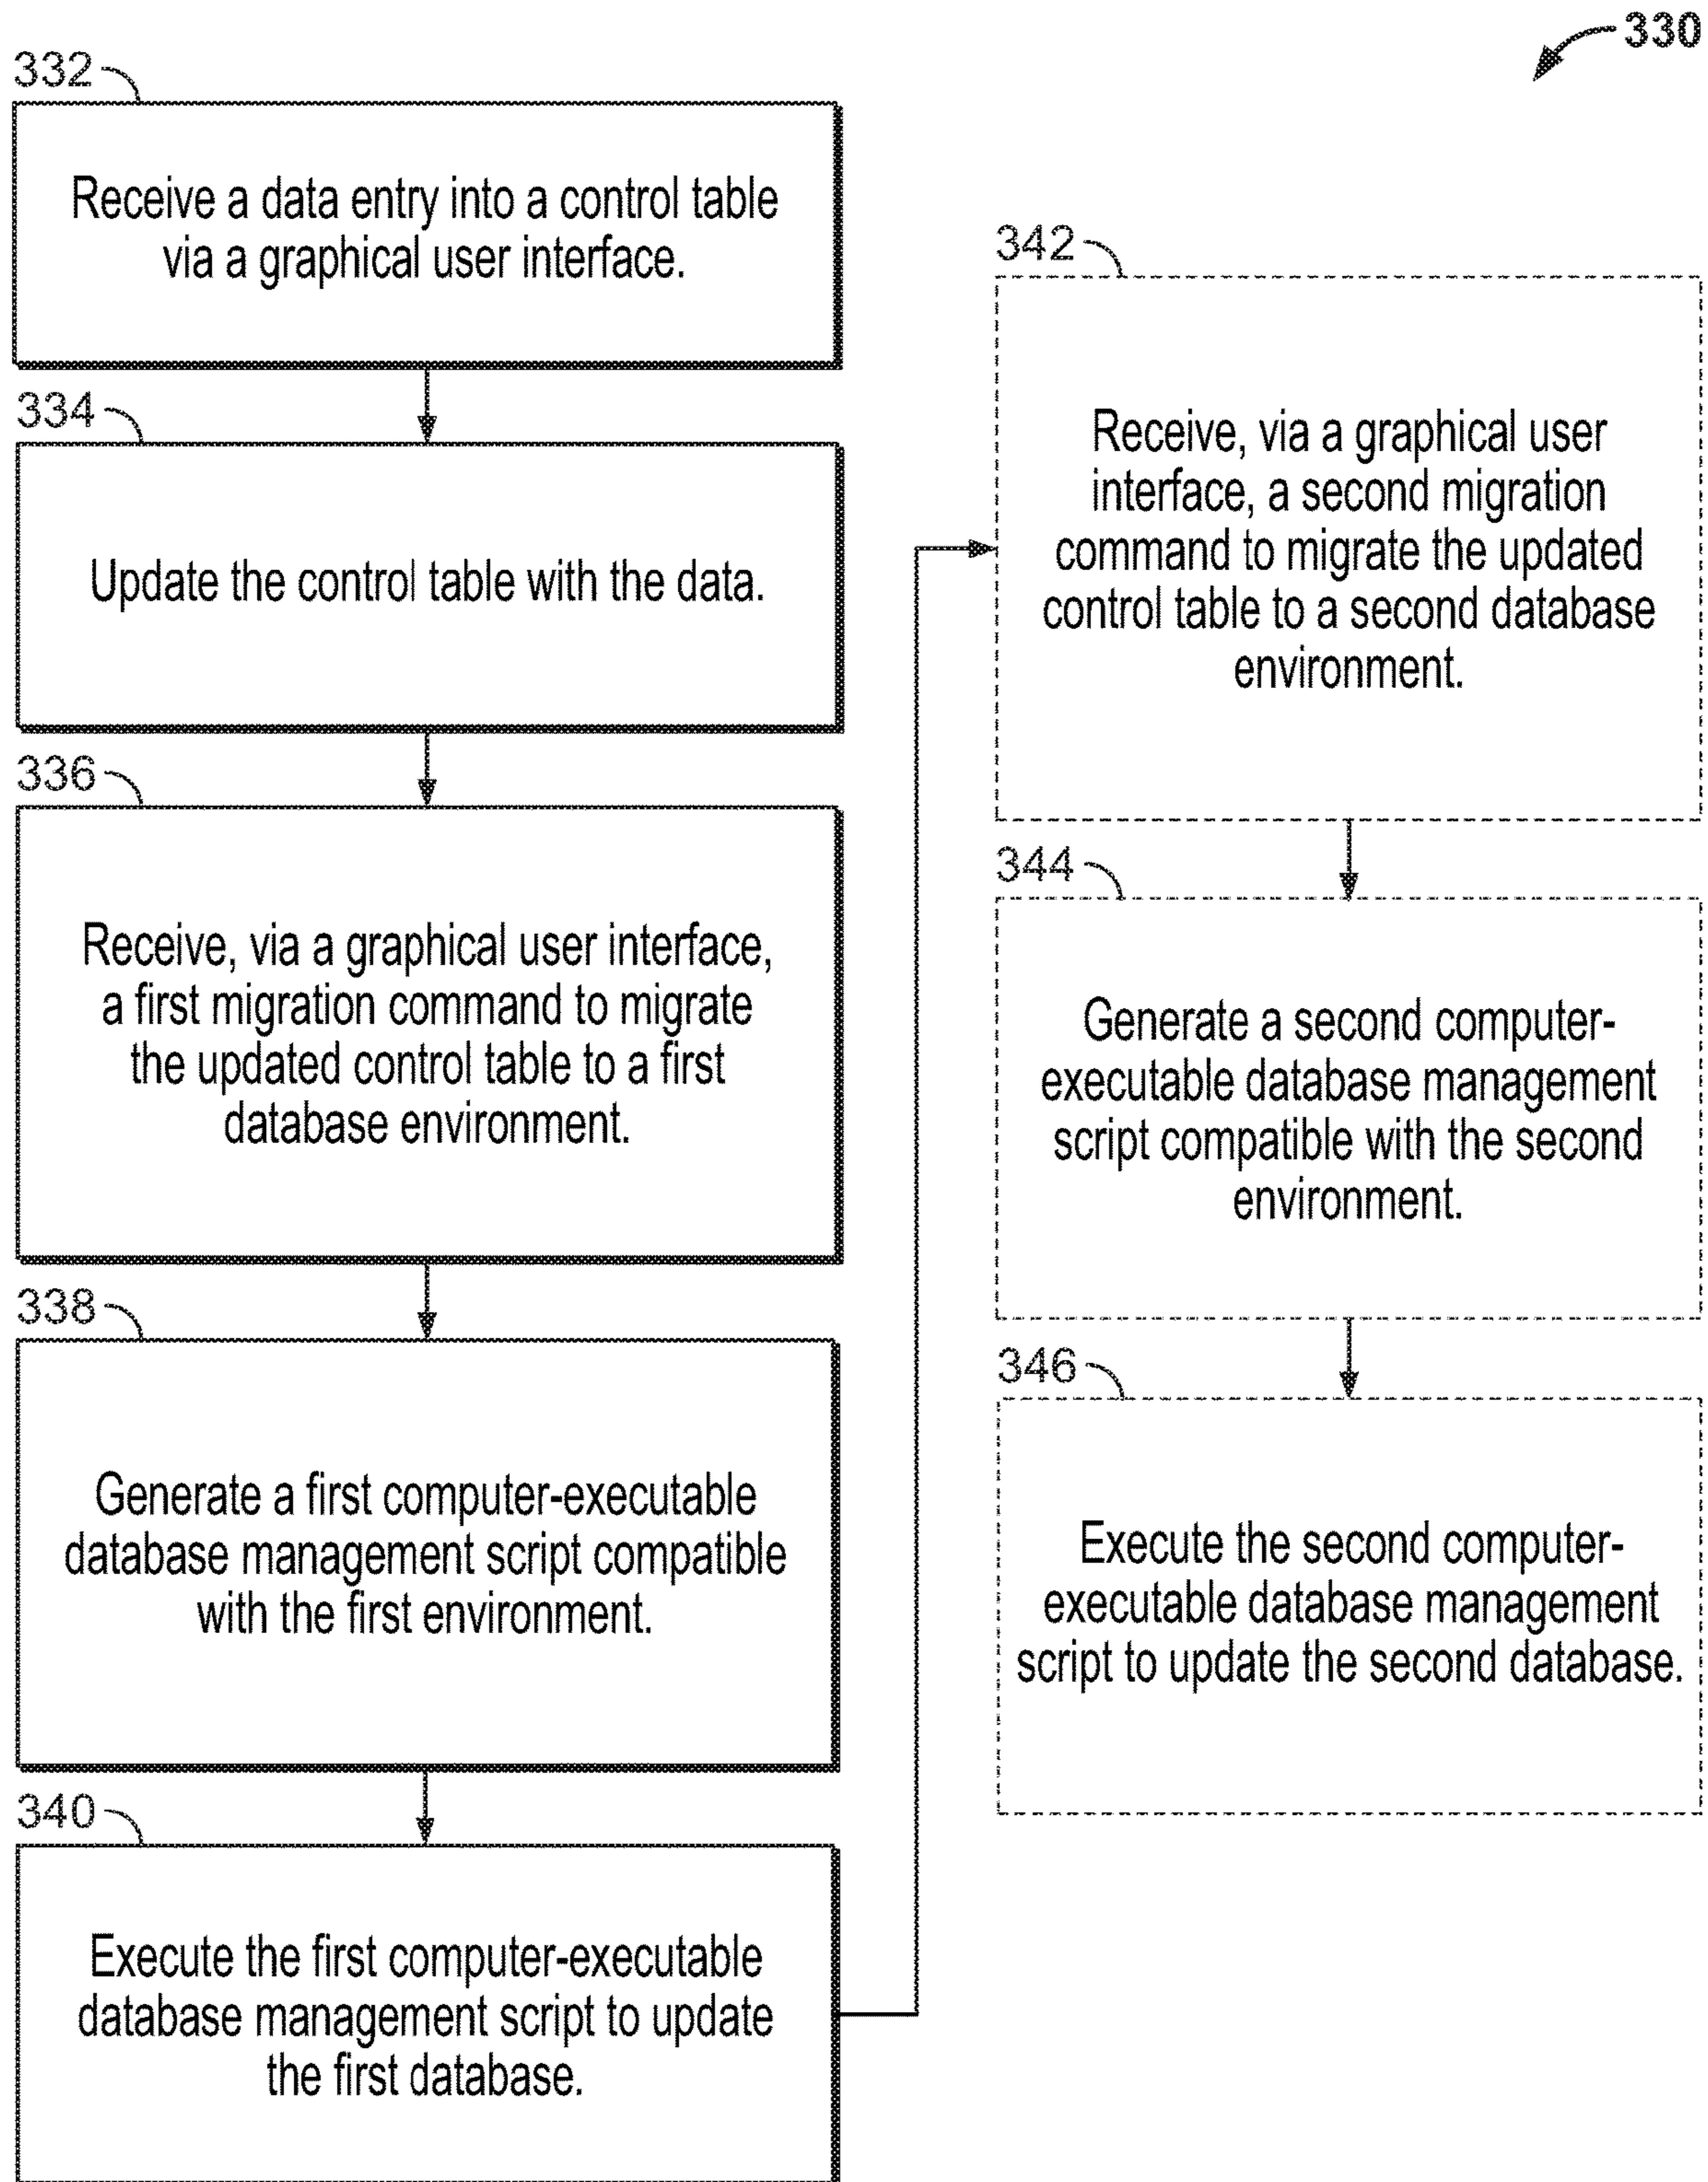 330
332
Receive a data entry into a control table
via a graphical user interface.
334
Update the control table with the data.
336
Receive, via a graphical user interface,
a first migration command to migrate
the updated control table to a first
database environment.
338
Generate a first computer-executable
database management script compatible
with the first environment.
340
Execute the first computer-executable
database management script to update
the first database.
342
Receive, via a graphical user
interface, a second migration
command to migrate the updated
control table to a second database
environment.
344
Generate a second computer-
executable database management
script compatible with the second
environment.
346
Execute the second computer-
executable database management
script to update the second database.